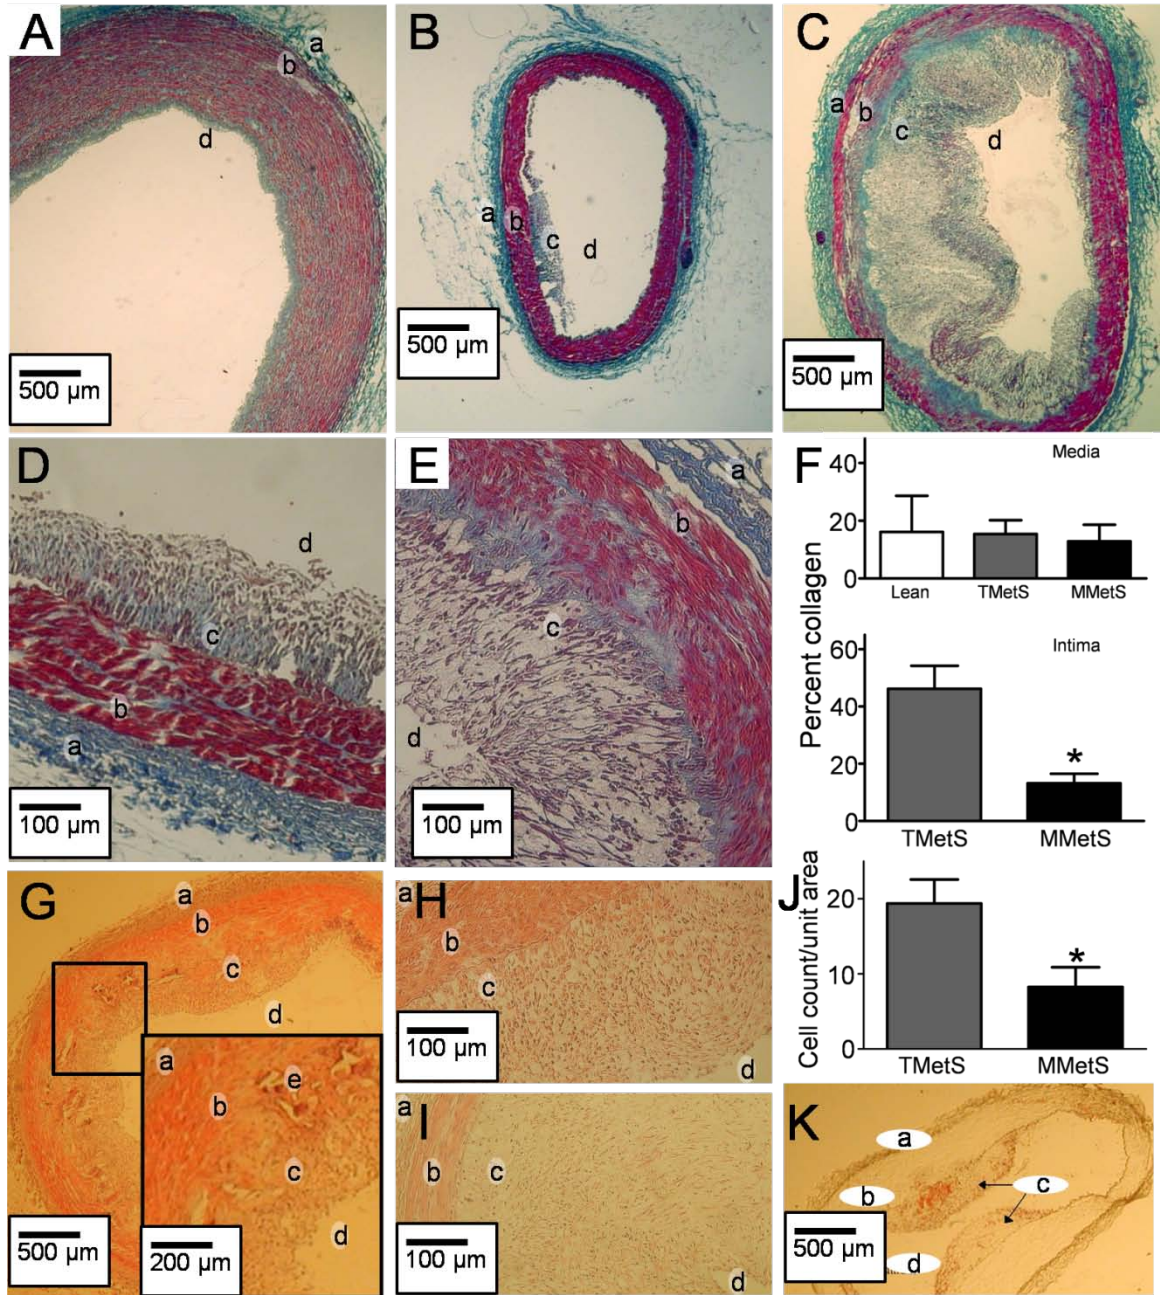 A
a
b
d
500 µm
B
a
b
c
d
500 µm
C
a
b
c
d
500 µm
D
d
c
b
a
100 µm
E
a
b
c
d
100 µm
F
Percent collagen
Media
40
20
0
Lean TMetS MMetS
Intima
60
40
20
0
*
TMetS MMetS
G
a
b
c
d
500 µm
a
e
b
c
d
200 µm
H
a
b
c
d
100 µm
I
a
b
c
d
100 µm
J
Cell count/unit area
20
10
0
*
TMetS MMetS
K
a
c
b
d
500 µm